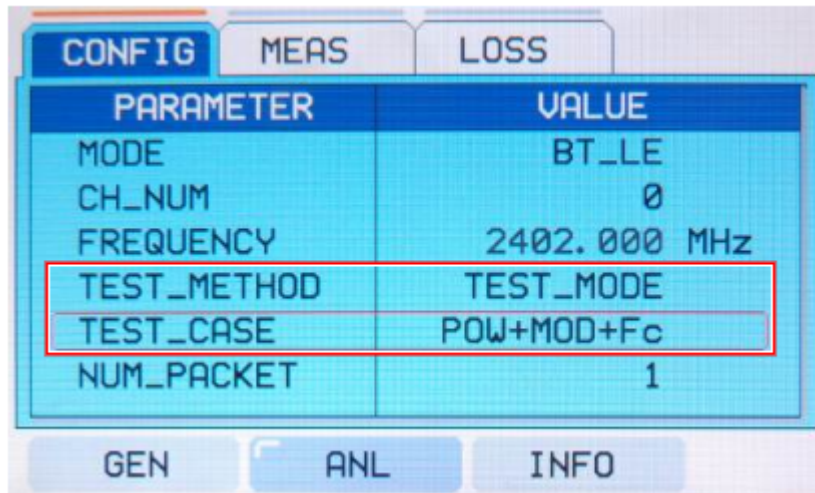 CONFIG MEAS LOSS
PARAMETER VALUE
MODE BT_LE
CH_NUM 0
FREQUENCY 2402.000 MHz
TEST_METHOD TEST_MODE
TEST_CASE POW+MOD+Fc
NUM_PACKET 1
GEN ANL INFO